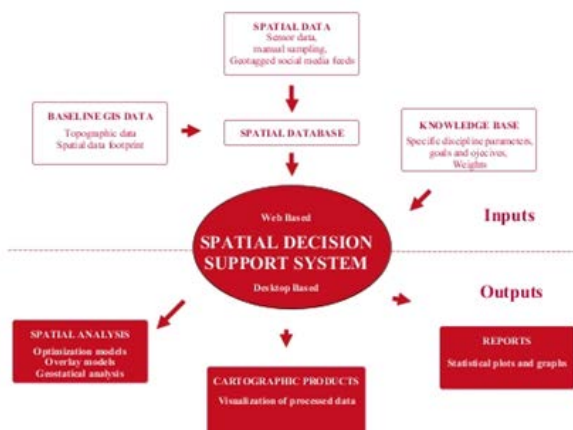 SPATIAL DATA
Sensor data,
manual sampling,
Geotagged social media feeds
BASELINE GIS DATA
Topographic data
Spatial data footprint
SPATIAL DATABASE
KNOWLEDGE BASE
Specific discipline parameters,
goals and ojecives,
Weights
Web Based
SPATIAL DECISION
SUPPORT SYSTEM
Desktop Based
Inputs
Outputs
SPATIAL ANALYSIS
Optimization models
Overlay models
Geostatical analysis
CARTOGRAPHIC PRODUCTS
Visualization of processed data
REPORTS
Statistical plots and graphs